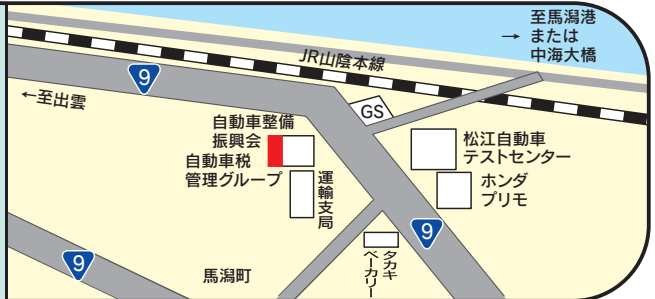 至馬潟港
→ または
中海大橋
JR山陰本線
9
←至出雲
GS
自動車整備
振興会
自動車税
管理グループ
運輸支局
松江自動車
テストセンター
ホンダ
プリモ
9
タカキ
ベーカリー
9
馬潟町